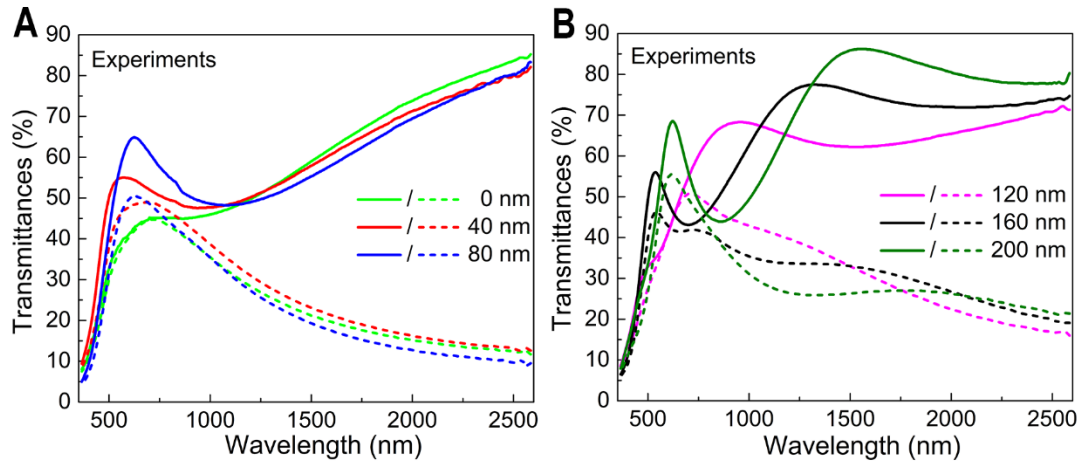 A
Experiments
Transmittances (%)
90
80
70
60
50
40
30
20
10
0
/ 0 nm
/ 40 nm
/ 80 nm
500 1000 1500 2000 2500
Wavelength (nm)
B
Experiments
Transmittances (%)
90
80
70
60
50
40
30
20
10
0
/ 120 nm
/ 160 nm
/ 200 nm
500 1000 1500 2000 2500
Wavelength (nm)